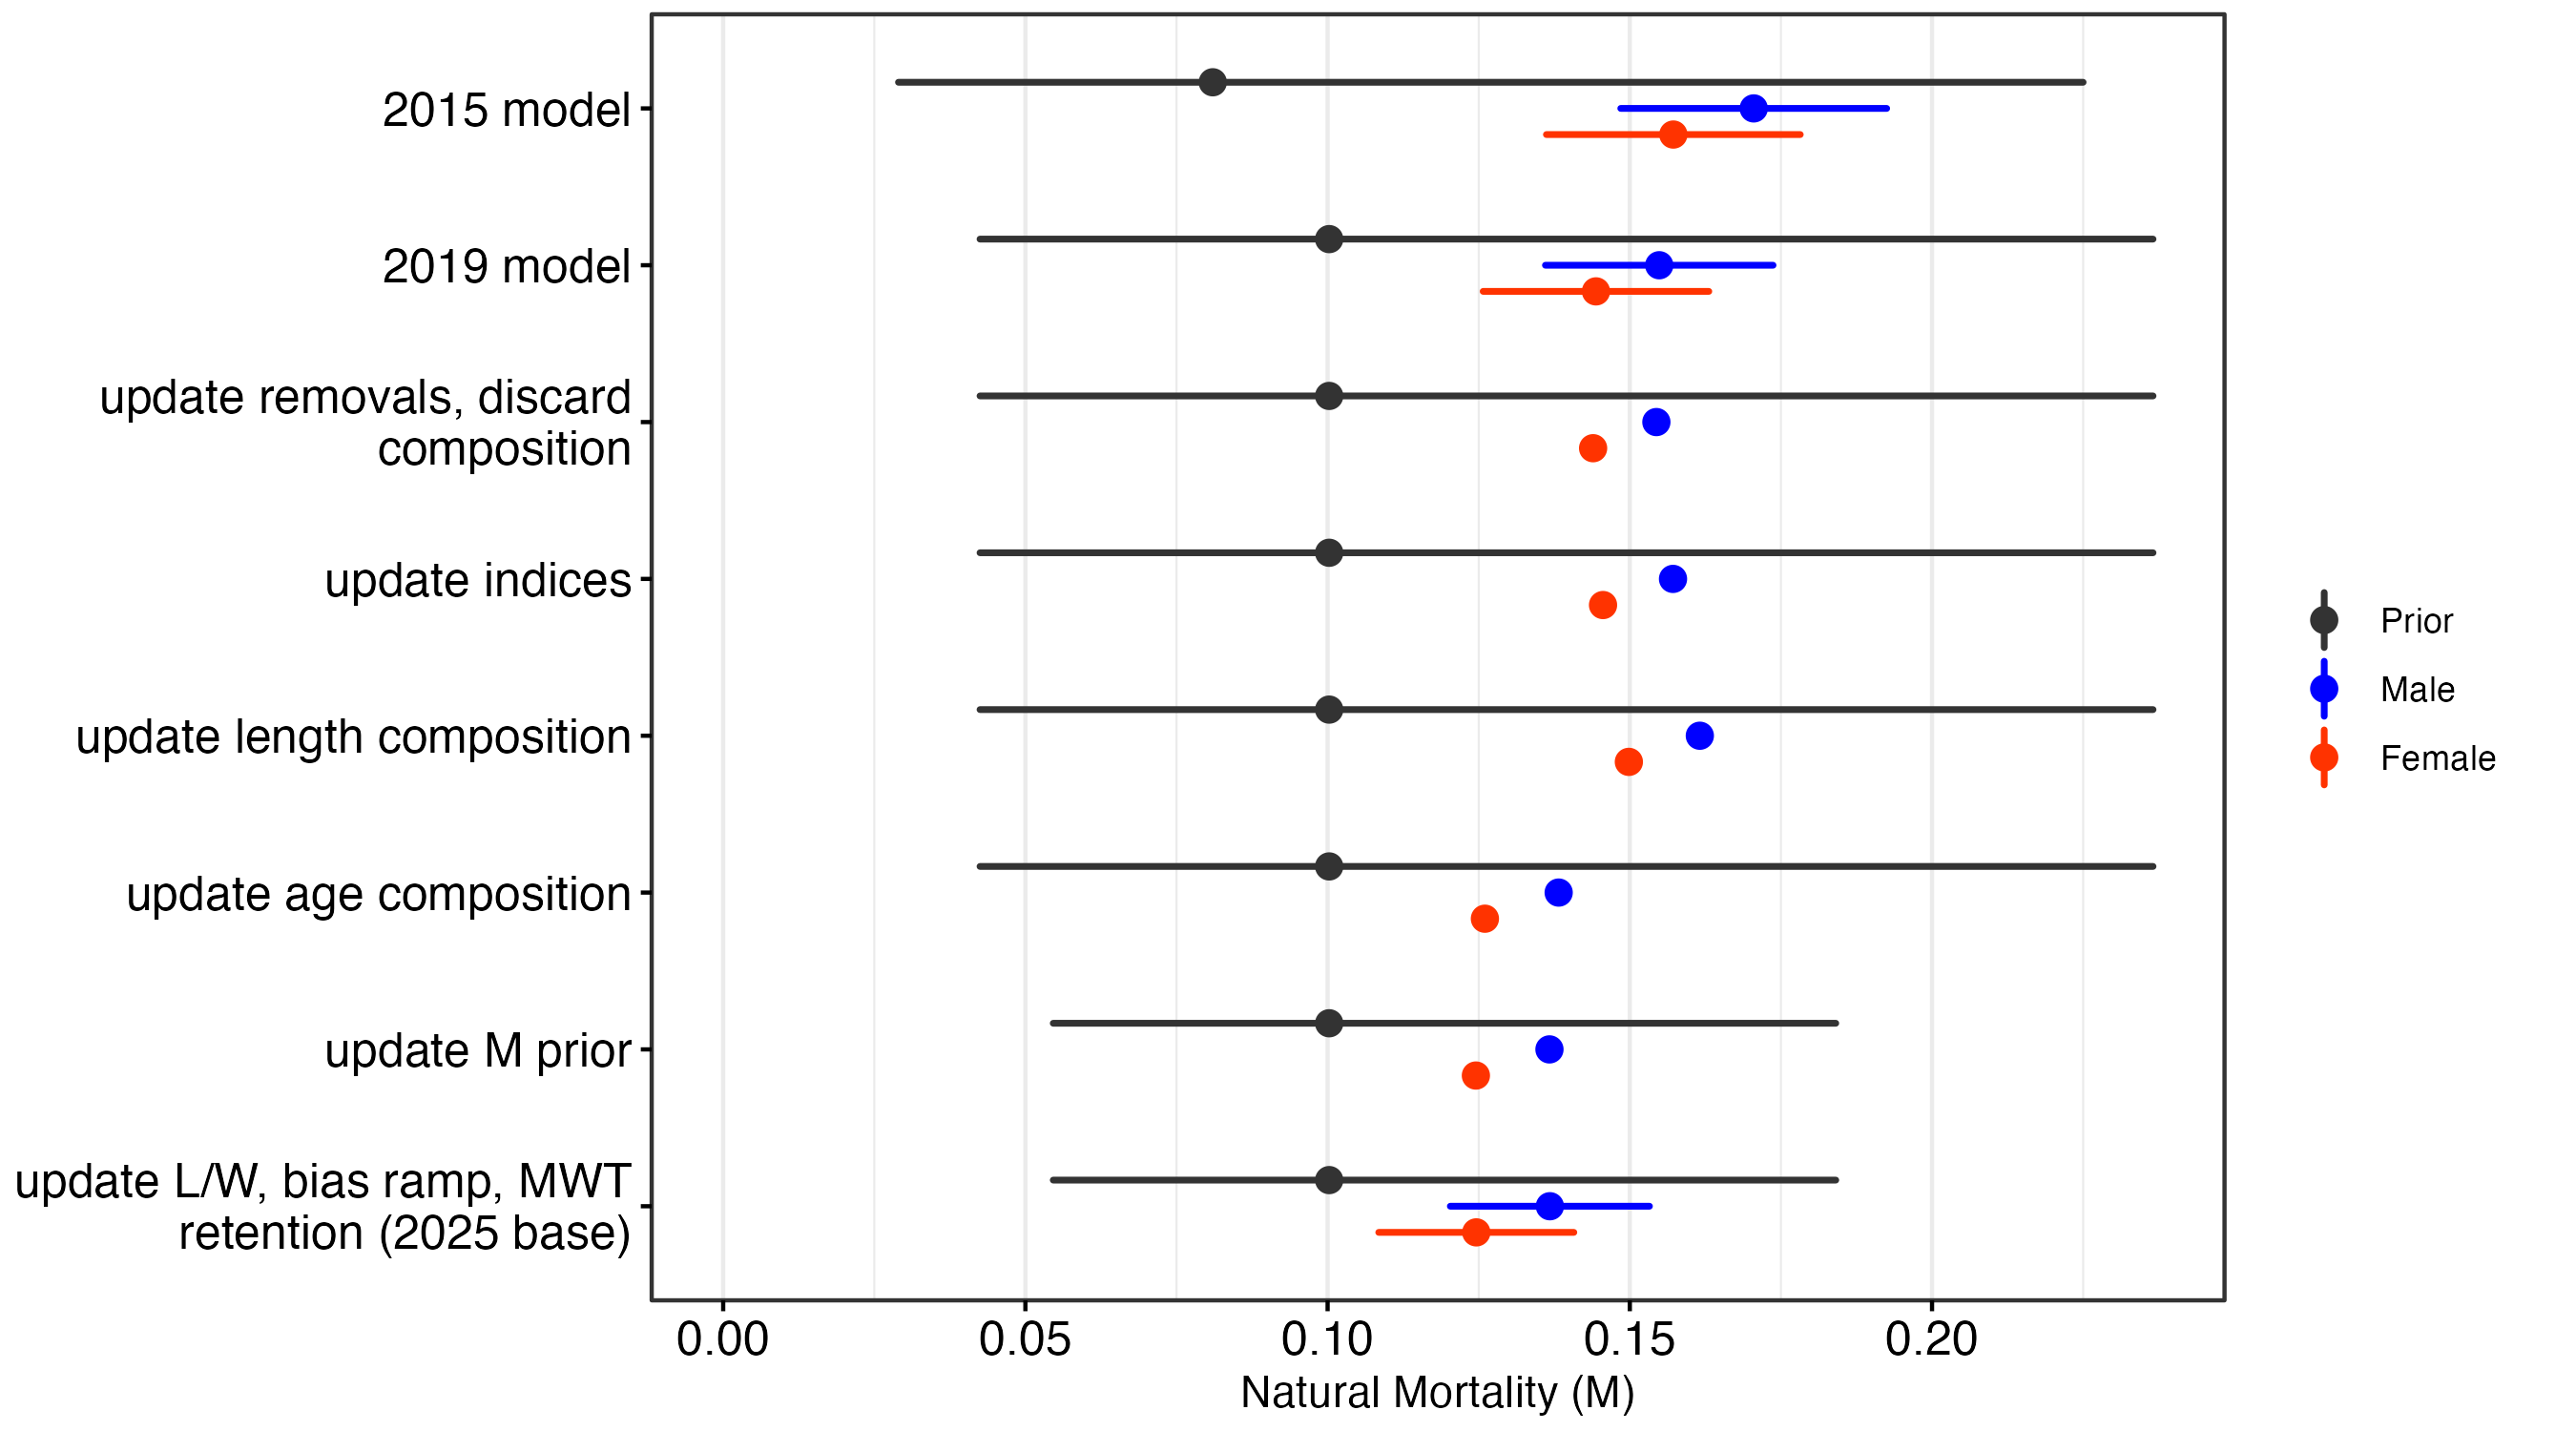 2015 model
2019 model
update removals, discard
composition
update indices
update length composition
update age composition
update M prior
update L/W, bias ramp, MWT
retention (2025 base)
0.00
0.05
0.10
0.15
0.20
Natural Mortality (M)
Prior
Male
Female